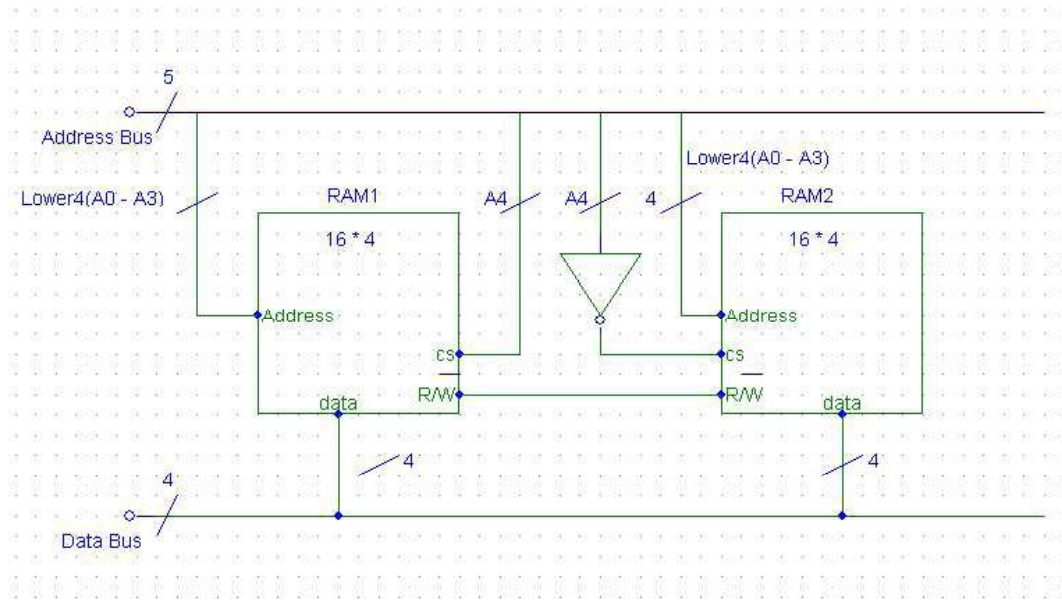 5
Address Bus
Lower4(A0 - A3)
Lower4(A0 - A3)
RAM1
A4
A4
4
RAM2
16 * 4
16 * 4
Address
Address
cs
cs
R/W
R/W
data
data
4
4
4
Data Bus